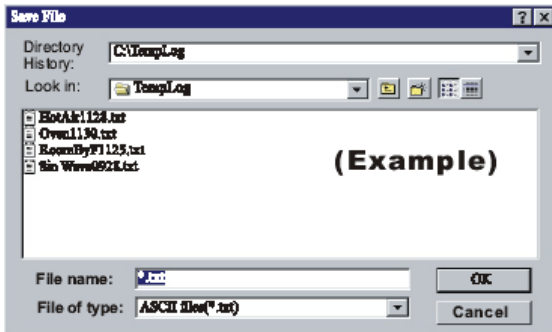 Save File
Directory History: C:\TempLog
Look in: TempLog
HotAir1128.txt
Oven1130.txt
RoomByF1125.txt
Sin Wave0928.txt
(Example)
File name: *.txt OK
File of type: ASCII files(*.txt) Cancel